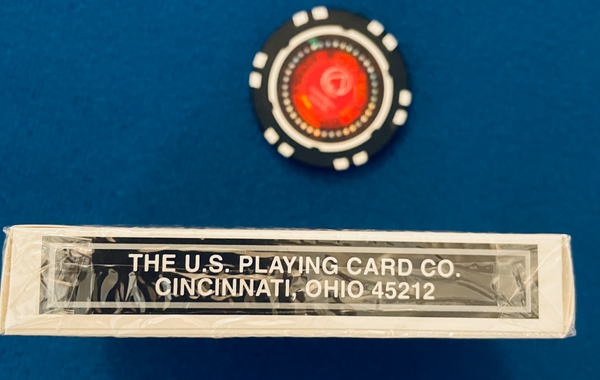 THE U.S. PLAYING CARD CO.
CINCINNATI, OHIO 45212